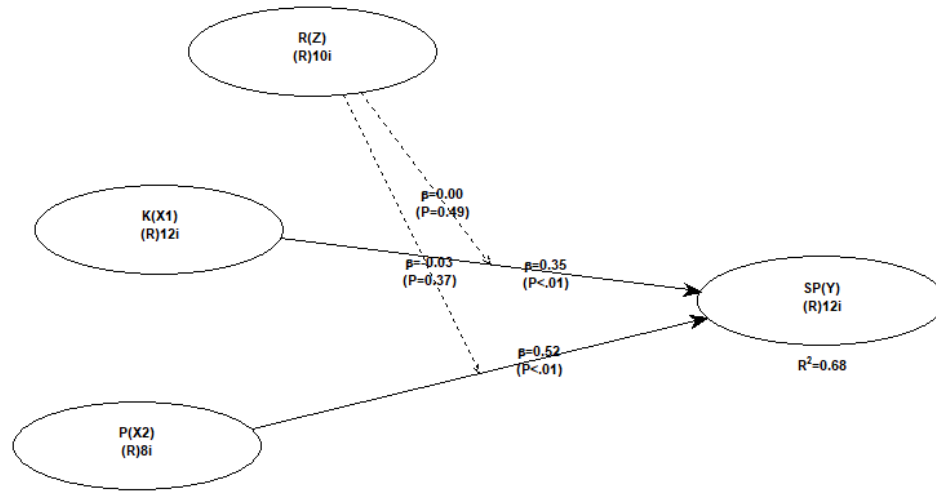 R(Z)
(R)10i
β=0.00
(P=0.49)
K(X1)
(R)12i
β=-0.03
(P=0.37)
β=0.35
(P<.01)
SP(Y)
(R)12i
R²=0.68
β=0.52
(P<.01)
P(X2)
(R)8i